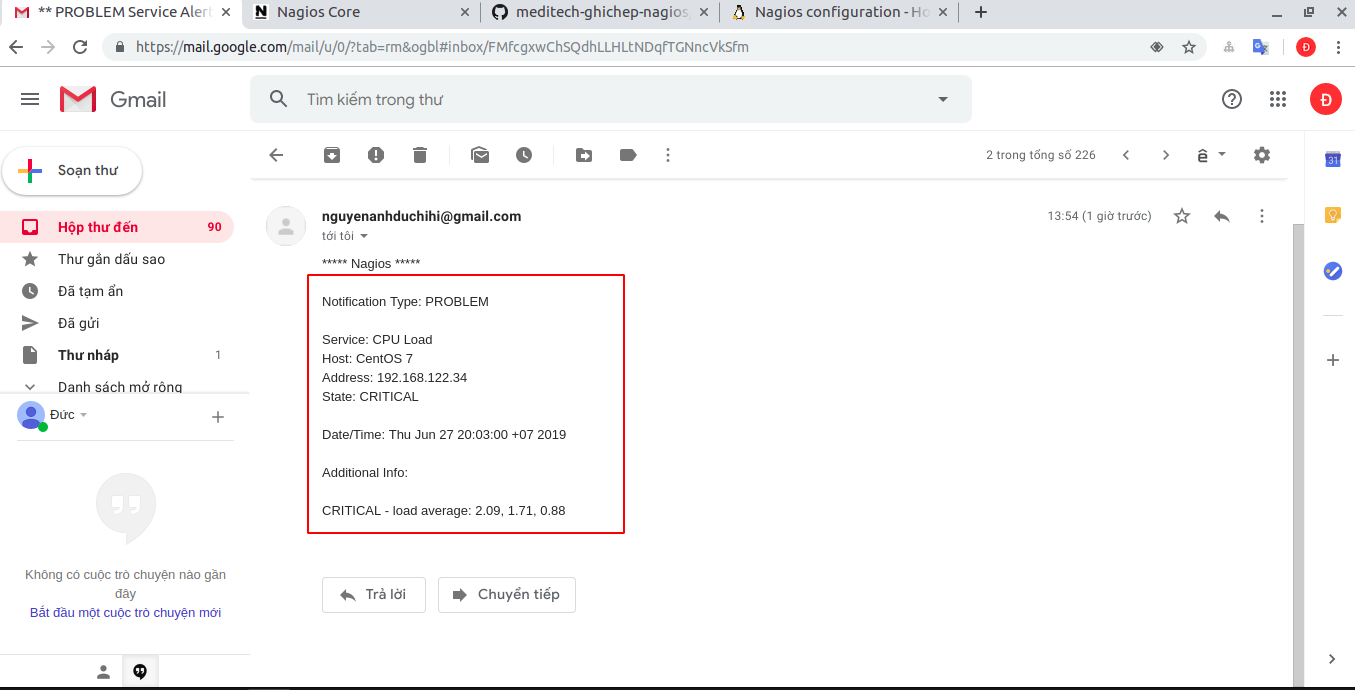 ** PROBLEM Service Aler
Nagios Core
meditech-ghichep-nagios
Nagios configuration - Ho
https://mail.google.com/mail/u/0/?tab=rm&ogbl#inbox/FMfcgxwChSQdhLLHLtNDqfTGNncVkSfm
Đ
Gmail
Tìm kiếm trong thư
Đ
Soạn thư
2 trong tổng số 226
ê
31
Hộp thư đến 90
Thư gắn dấu sao
Đã tạm ẩn
Đã gửi
Thư nháp 1
Danh sách mở rộng
Đức
Không có cuộc trò chuyện nào gần
đây
Bắt đầu một cuộc trò chuyện mới
nguyenanhduchihi@gmail.com
13:54 (1 giờ trước)
tới tôi
***** Nagios *****
Notification Type: PROBLEM
Service: CPU Load
Host: CentOS 7
Address: 192.168.122.34
State: CRITICAL
Date/Time: Thu Jun 27 20:03:00 +07 2019
Additional Info:
CRITICAL - load average: 2.09, 1.71, 0.88
Trả lời
Chuyển tiếp